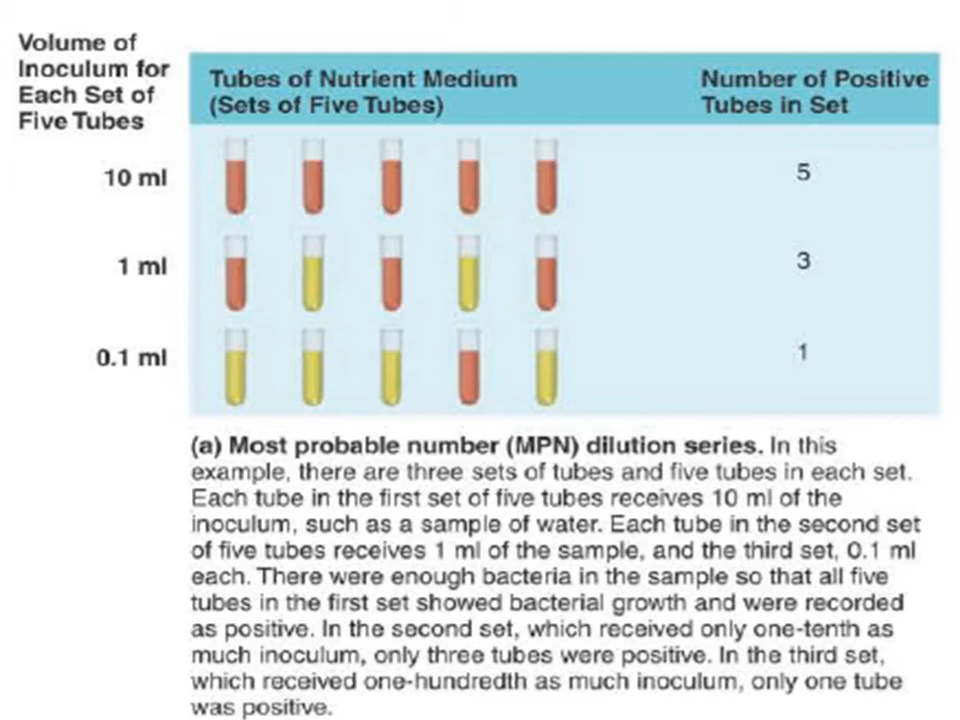 Volume of
Inoculum for
Each Set of
Five Tubes
Tubes of Nutrient Medium
(Sets of Five Tubes)
Number of Positive
Tubes in Set
10 ml
5
1 ml
3
0.1 ml
1
(a) Most probable number (MPN) dilution series. In this
example, there are three sets of tubes and five tubes in each set.
Each tube in the first set of five tubes receives 10 ml of the
inoculum, such as a sample of water. Each tube in the second set
of five tubes receives 1 ml of the sample, and the third set, 0.1 ml
each. There were enough bacteria in the sample so that all five
tubes in the first set showed bacterial growth and were recorded
as positive. In the second set, which received only one-tenth as
much inoculum, only three tubes were positive. In the third set,
which received one-hundredth as much inoculum, only one tube
was positive.